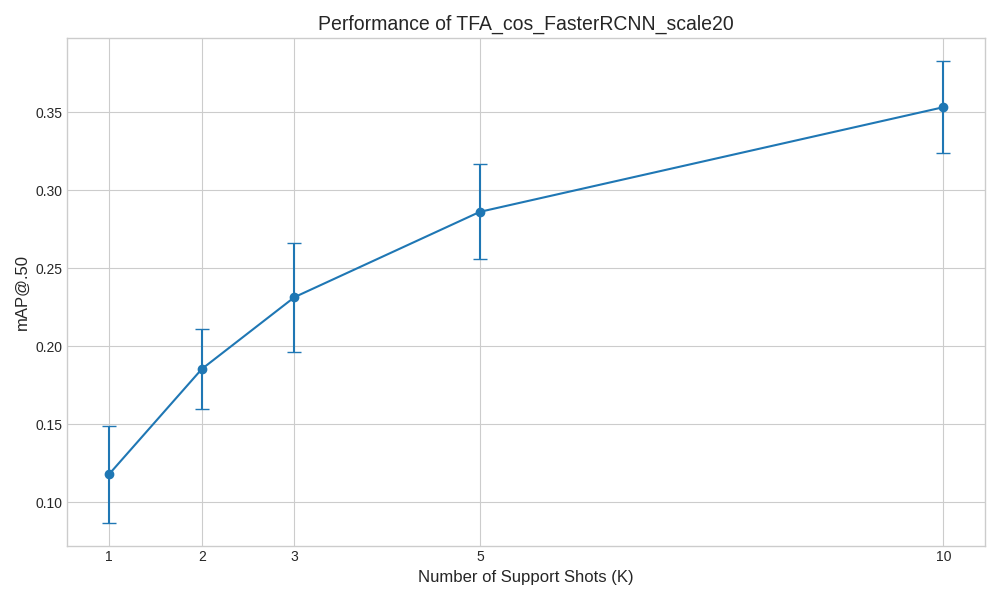 Performance of TFA_cos_FasterRCNN_scale20
mAP@.50
0.35
0.30
0.25
0.20
0.15
0.10
1 2 3 5 10
Number of Support Shots (K)